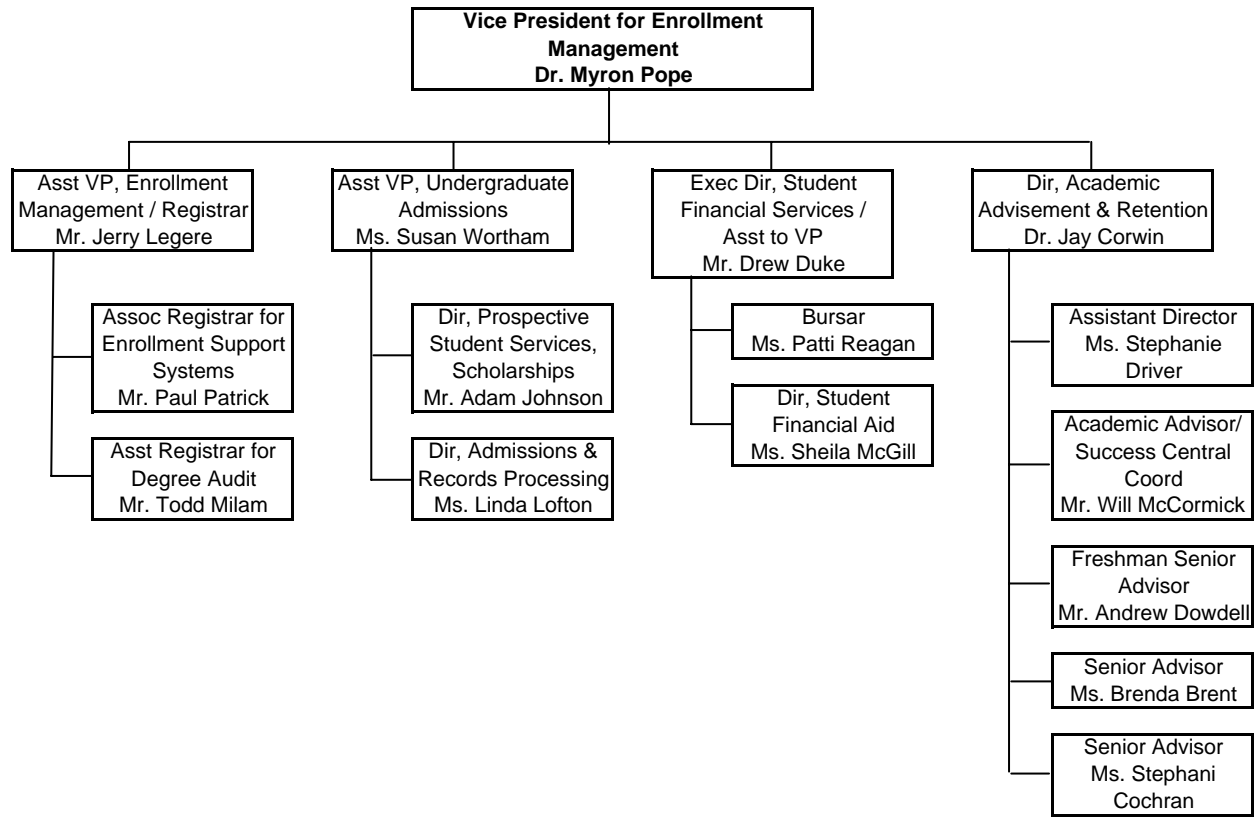 Vice President for Enrollment
Management
Dr. Myron Pope
Asst VP, Enrollment
Management / Registrar
Mr. Jerry Legere
Assoc Registrar for
Enrollment Support
Systems
Mr. Paul Patrick
Asst Registrar for
Degree Audit
Mr. Todd Milam
Asst VP, Undergraduate
Admissions
Ms. Susan Wortham
Dir, Prospective
Student Services,
Scholarships
Mr. Adam Johnson
Dir, Admissions &
Records Processing
Ms. Linda Lofton
Exec Dir, Student
Financial Services /
Asst to VP
Mr. Drew Duke
Bursar
Ms. Patti Reagan
Dir, Student
Financial Aid
Ms. Sheila McGill
Dir, Academic
Advisement & Retention
Dr. Jay Corwin
Assistant Director
Ms. Stephanie
Driver
Academic Advisor/
Success Central
Coord
Mr. Will McCormick
Freshman Senior
Advisor
Mr. Andrew Dowdell
Senior Advisor
Ms. Brenda Brent
Senior Advisor
Ms. Stephani
Cochran